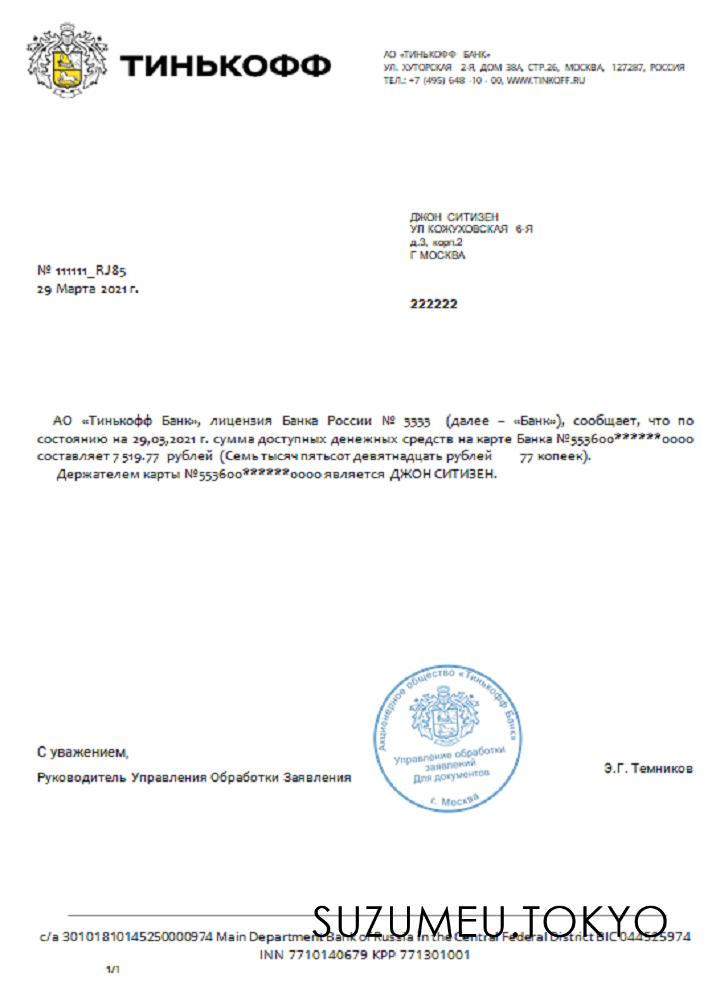 ТИНЬКОФФ
АО «ТИНЬКОФФ БАНК»
УЛ. ХУТОРСКАЯ 2-Я, ДОМ 38А, СТР.26, МОСКВА, 127287, РОССИЯ
ТЕЛ.: +7 (495) 648 -10 - 00, WWW.TINKOFF.RU
ДЖОН СИТИЗЕН
УЛ КОЖУХОВСКАЯ 6-Я
д.3, корп.2
Г МОСКВА
№ 111111_RJ85
29 Марта 2021 г.
222222
АО «Тинькофф Банк», лицензия Банка России № 3333 (далее – «Банк»), сообщает, что по
состоянию на 29,03,2021 г. сумма доступных денежных средств на карте Банка №553600******0000
составляет 7 519.77 рублей (Семь тысяч пятьсот девятнадцать рублей 77 копеек).
Держателем карты №553600******0000 является ДЖОН СИТИЗЕН.
Акционерное общество «Тинькофф Банк»
Управление обработки
заявлений
Для документов
г. Москва
С уважением,
Руководитель Управления Обработки Заявления
Э.Г. Темников
SUZUMEU.TOKYO
c/a 30101810145250000974 Main Department Bank of Russia in the Central Federal District BIC 044525974
INN 7710140679 KPP 771301001
1/1